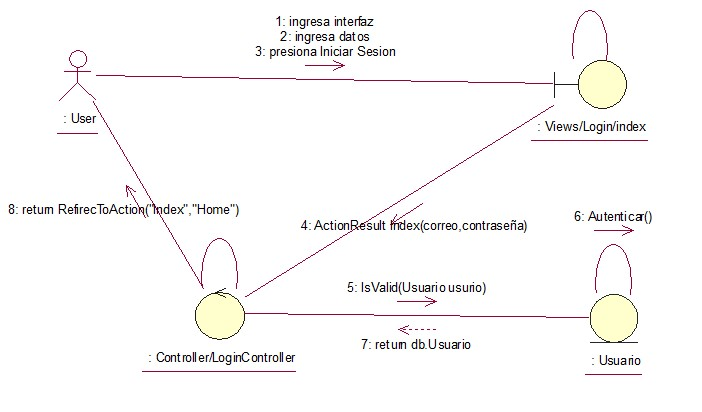 1: ingresa interfaz
2: ingresa datos
3: presiona Iniciar Sesion
: User
: Views/Login/index
8: return RefirecToAction("Index","Home")
4: ActionResult Index(correo,contraseña)
6: Autenticar()
5: IsValid(Usuario usurio)
7: return db.Usuario
: Controller/LoginController
: Usuario